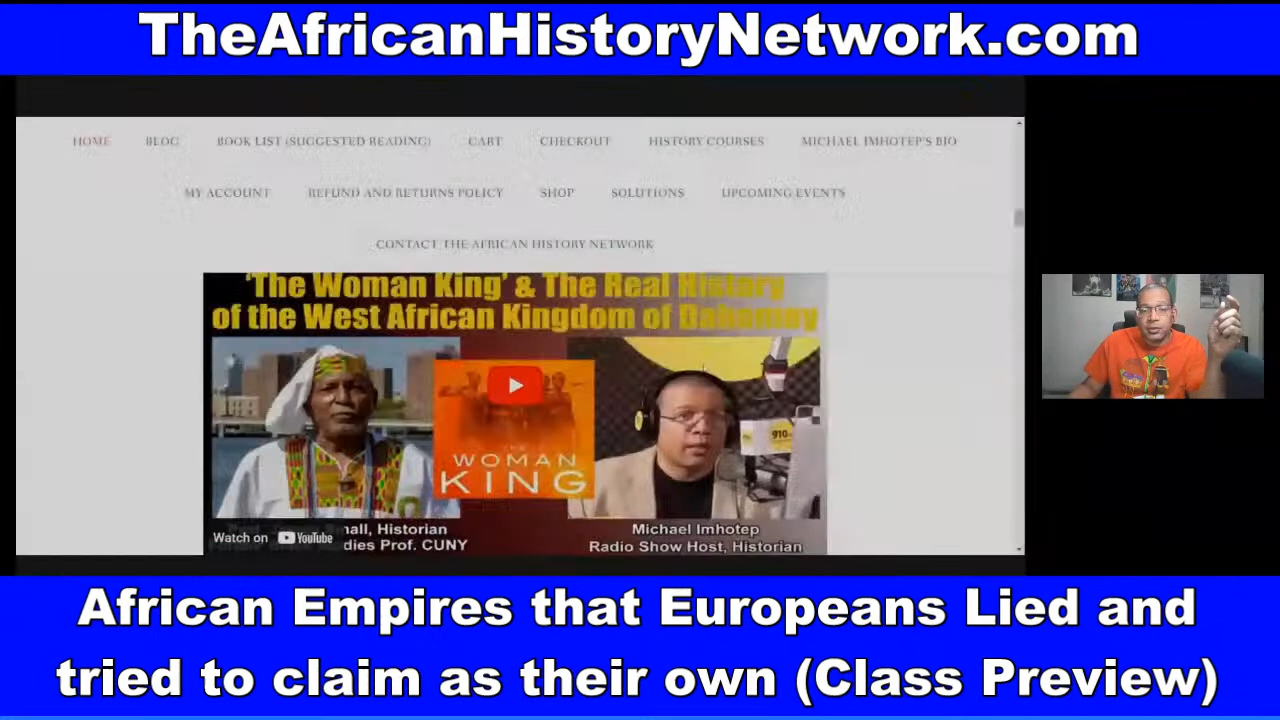 TheAfricanHistoryNetwork.com
HOME BLOG BOOK LIST (SUGGESTED READING) CART CHECKOUT HISTORY COURSES MICHAEL IMHOTEP'S BIO
MY ACCOUNT REFUND AND RETURNS POLICY SHOP SOLUTIONS UPCOMING EVENTS
CONTACT THE AFRICAN HISTORY NETWORK
'The Woman King' & The Real History
of the West African Kingdom of Dahomey
WOMAN
KING
910
Historian
Prof. CUNY
Watch on YouTube
Michael Imhotep
Radio Show Host, Historian
African Empires that Europeans Lied and
tried to claim as their own (Class Preview)